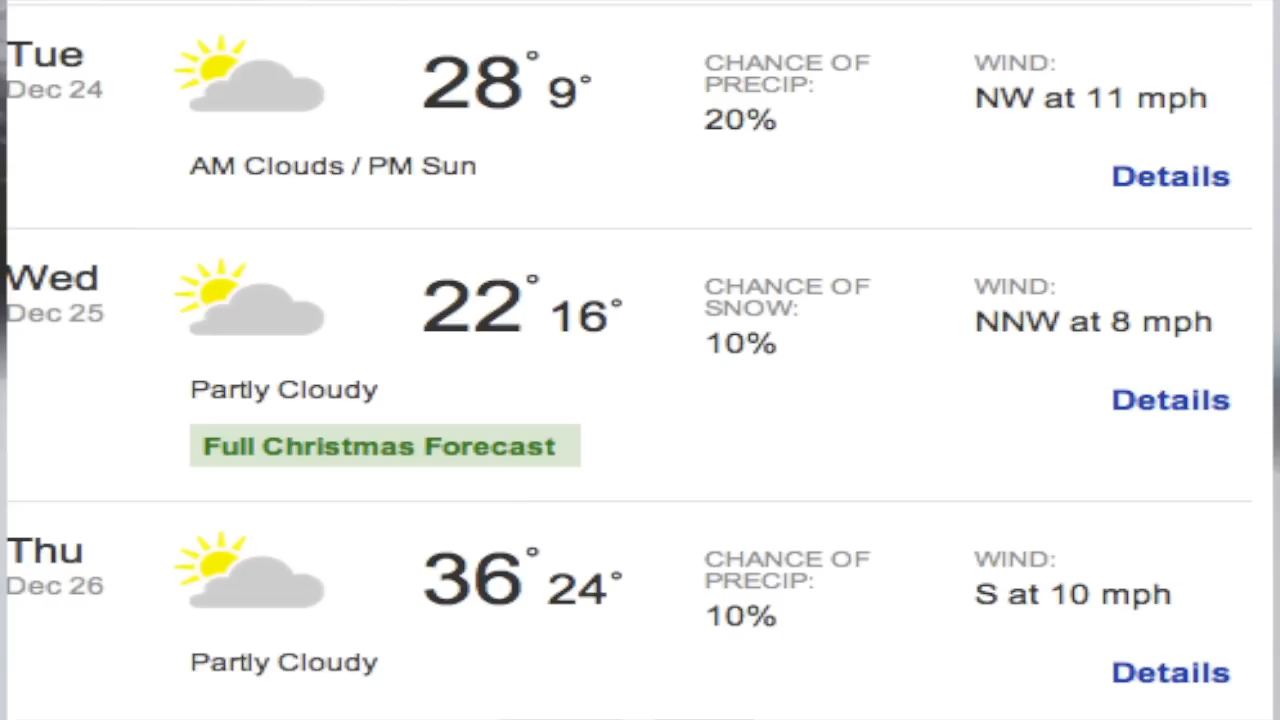 Tue
Dec 24
28° 9°
CHANCE OF
PRECIP:
20%
WIND:
NW at 11 mph
AM Clouds / PM Sun
Details
Wed
Dec 25
22° 16°
CHANCE OF
SNOW:
10%
WIND:
NNW at 8 mph
Partly Cloudy
Details
Full Christmas Forecast
Thu
Dec 26
36° 24°
CHANCE OF
PRECIP:
10%
WIND:
S at 10 mph
Partly Cloudy
Details